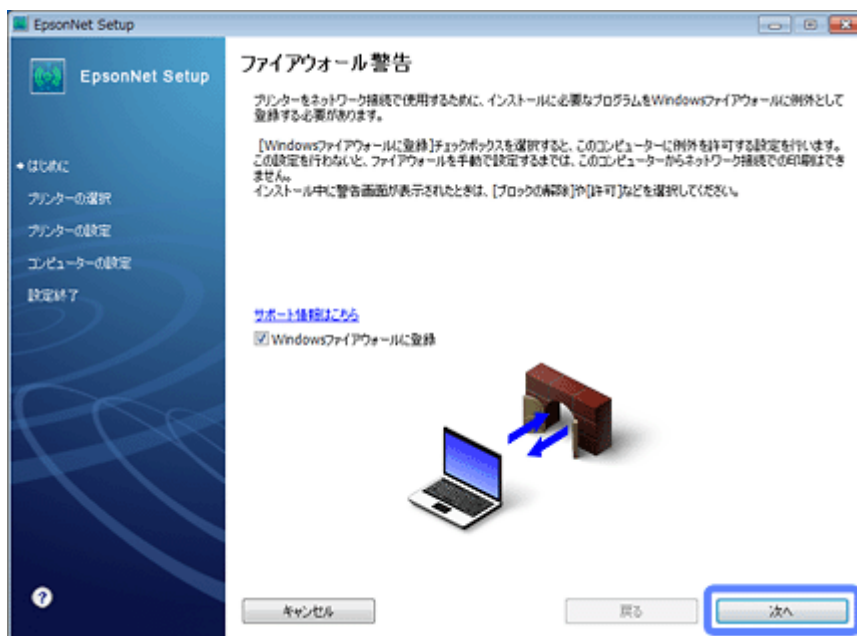 EpsonNet Setup
EpsonNet Setup
はじめに
プリンターの選択
プリンターの設定
コンピューターの設定
設定終了
ファイアウォール警告
プリンターをネットワーク接続で使用するために、インストールに必要なプログラムをWindowsファイアウォールに例外として
登録する必要があります。
[Windowsファイアウォールに登録]チェックボックスを選択すると、このコンピューターに例外を許可する設定を行います。
この設定を行わないと、ファイアウォールを手動で設定するまでは、このコンピューターからネットワーク接続での印刷はでき
ません。
インストール中に警告画面が表示されたときは、[ブロックの解除]や[許可]などを選択してください。
サポート情報はこちら
Windowsファイアウォールに登録
?
キャンセル
戻る
次へ